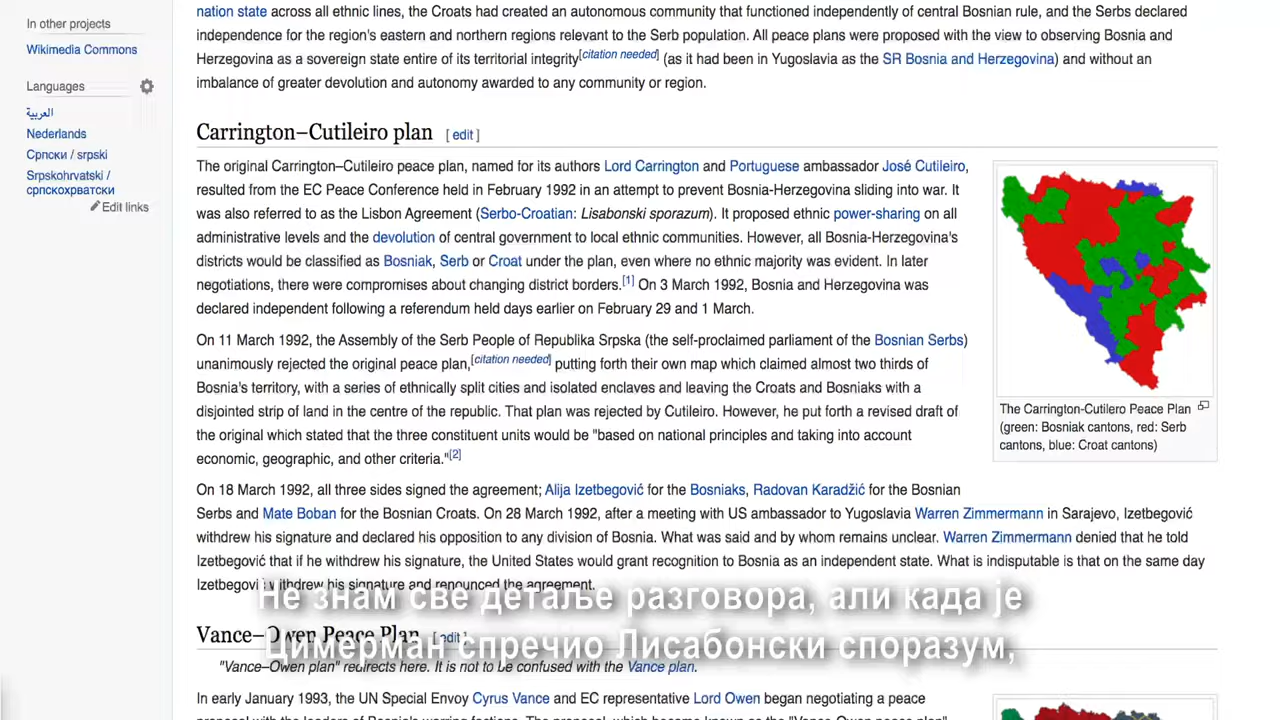 In other projects
Wikimedia Commons
Languages
العربية
Nederlands
Српски / srpski
Srpskohrvatski /
српскохрватски
Edit links
nation state across all ethnic lines, the Croats had created an autonomous community that functioned independently of central Bosnian rule, and the Serbs declared
independence for the region's eastern and northern regions relevant to the Serb population. All peace plans were proposed with the view to observing Bosnia and
Herzegovina as a sovereign state entire of its territorial integrity[citation needed] (as it had been in Yugoslavia as the SR Bosnia and Herzegovina) and without an
imbalance of greater devolution and autonomy awarded to any community or region.
Carrington–Cutileiro plan [ edit ]
The original Carrington–Cutileiro peace plan, named for its authors Lord Carrington and Portuguese ambassador José Cutileiro,
resulted from the EC Peace Conference held in February 1992 in an attempt to prevent Bosnia-Herzegovina sliding into war. It
was also referred to as the Lisbon Agreement (Serbo-Croatian: Lisabonski sporazum). It proposed ethnic power-sharing on all
administrative levels and the devolution of central government to local ethnic communities. However, all Bosnia-Herzegovina's
districts would be classified as Bosniak, Serb or Croat under the plan, even where no ethnic majority was evident. In later
negotiations, there were compromises about changing district borders.[1] On 3 March 1992, Bosnia and Herzegovina was
declared independent following a referendum held days earlier on February 29 and 1 March.
On 11 March 1992, the Assembly of the Serb People of Republika Srpska (the self-proclaimed parliament of the Bosnian Serbs)
unanimously rejected the original peace plan,[citation needed] putting forth their own map which claimed almost two thirds of
Bosnia's territory, with a series of ethnically split cities and isolated enclaves and leaving the Croats and Bosniaks with a
disjointed strip of land in the centre of the republic. That plan was rejected by Cutileiro. However, he put forth a revised draft of
the original which stated that the three constituent units would be "based on national principles and taking into account
economic, geographic, and other criteria."[2]
The Carrington-Cutilero Peace Plan
(green: Bosniak cantons, red: Serb
cantons, blue: Croat cantons)
On 18 March 1992, all three sides signed the agreement; Alija Izetbegović for the Bosniaks, Radovan Karadžić for the Bosnian
Serbs and Mate Boban for the Bosnian Croats. On 28 March 1992, after a meeting with US ambassador to Yugoslavia Warren Zimmermann in Sarajevo, Izetbegović
withdrew his signature and declared his opposition to any division of Bosnia. What was said and by whom remains unclear. Warren Zimmermann denied that he told
Izetbegović that if he withdrew his signature, the United States would grant recognition to Bosnia as an independent state. What is indisputable is that on the same day
Izetbegović withdrew his signature and renounced the agreement.
Не знам све детаље разговора, али када је
Цимерман спречио Лисабонски споразум,
Vance–Owen Peace Plan [ edit ]
"Vance–Owen plan" redirects here. It is not to be confused with the Vance plan.
In early January 1993, the UN Special Envoy Cyrus Vance and EC representative Lord Owen began negotiating a peace